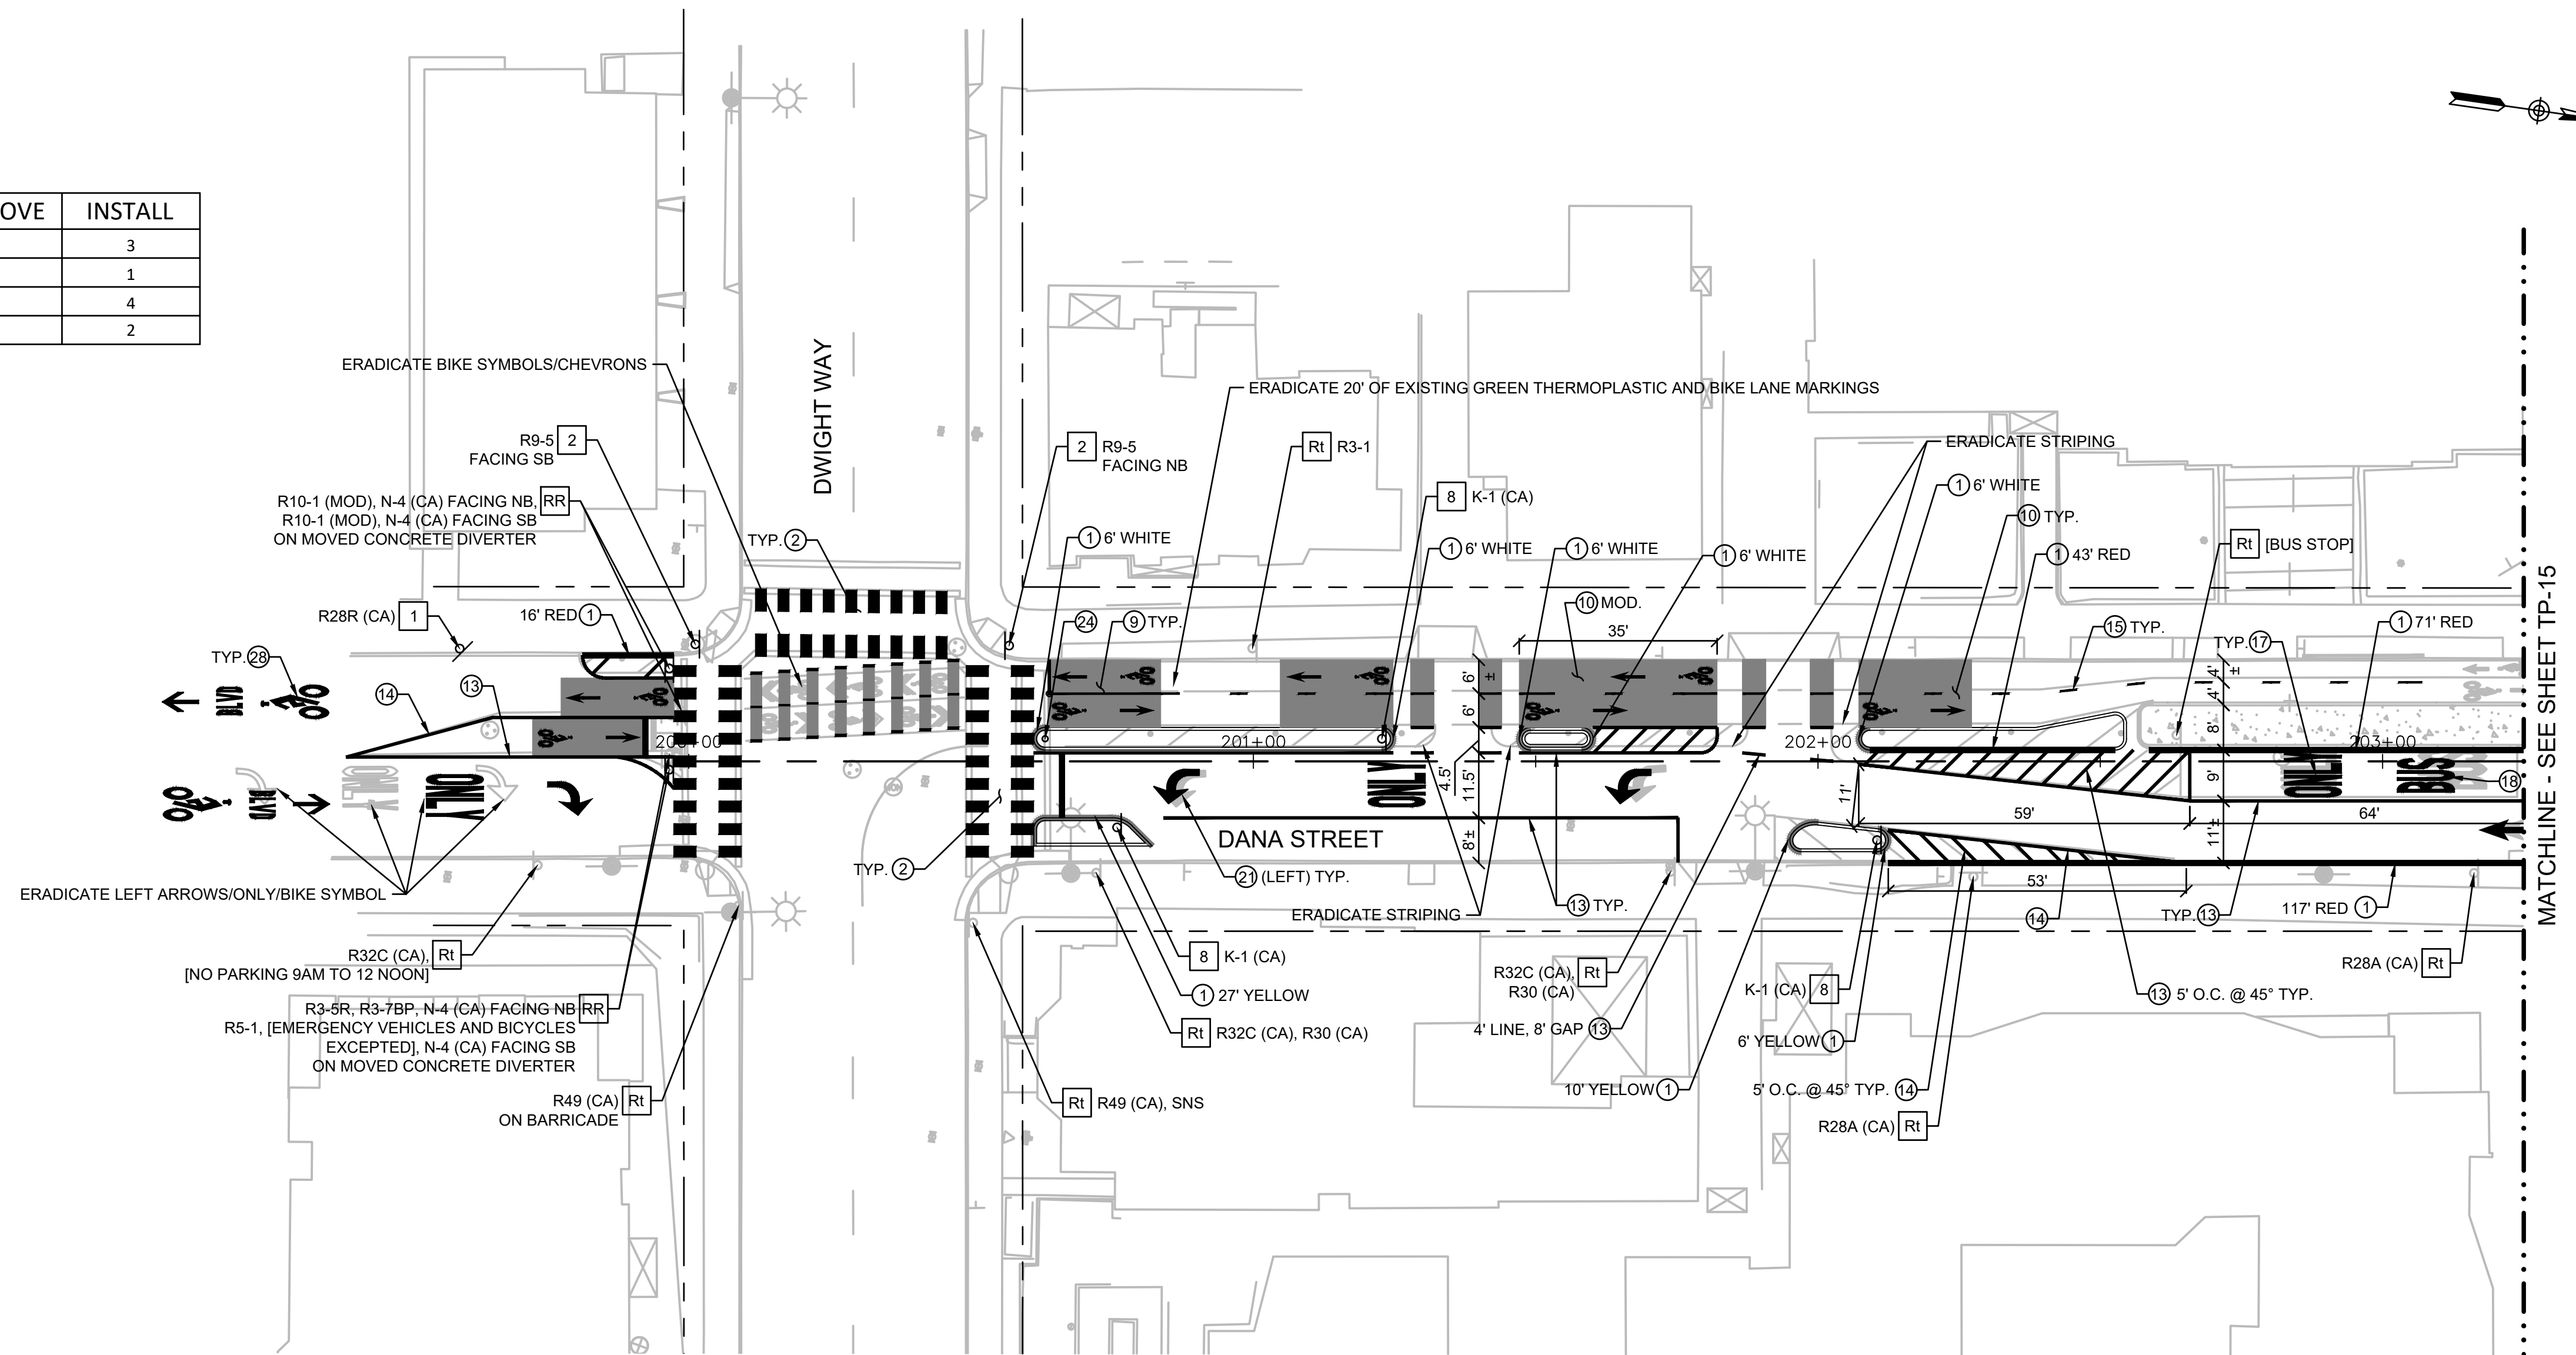 OVE INSTALL
3
1
4
2
ERADICATE BIKE SYMBOLS/CHEVRONS
DWIGHT WAY
ERADICATE 20' OF EXISTING GREEN THERMOPLASTIC AND BIKE LANE MARKINGS
R9-5 2
FACING SB
2 R9-5
FACING NB
Rt R3-1
ERADICATE STRIPING
R10-1 (MOD), N-4 (CA) FACING NB, RR
R10-1 (MOD), N-4 (CA) FACING SB
ON MOVED CONCRETE DIVERTER
8 K-1 (CA)
1 6' WHITE
10 TYP.
TYP. 2
1 6' WHITE
1 6' WHITE
1 6' WHITE
1 6' WHITE
1 43' RED
Rt [BUS STOP]
R28R (CA) 1
16' RED 1
24
9 TYP.
10 MOD.
35'
15 TYP.
TYP. 17
1 71' RED
TYP. 28
14
13
BLVD
6'
±
6'
4.5'
11.5'
8'±
4'
±
4'
8'
9'
11'±
201+00
202+00
203+00
ONLY
ONLY
ONLY
BUS
18
BLVD
11'
59'
64'
DANA STREET
TYP. 2
21 (LEFT) TYP.
53'
ERADICATE LEFT ARROWS/ONLY/BIKE SYMBOL
ERADICATE STRIPING
13 TYP.
14
TYP. 13
117' RED 1
R32C (CA), Rt
[NO PARKING 9AM TO 12 NOON]
8 K-1 (CA)
R32C (CA), Rt
R30 (CA)
K-1 (CA) 8
R28A (CA) Rt
1 27' YELLOW
13 5' O.C. @ 45° TYP.
R3-5R, R3-7BP, N-4 (CA) FACING NB RR
R5-1, [EMERGENCY VEHICLES AND BICYCLES
EXCEPTED], N-4 (CA) FACING SB
ON MOVED CONCRETE DIVERTER
Rt R32C (CA), R30 (CA)
4' LINE, 8' GAP 13
6' YELLOW 1
R49 (CA) Rt
ON BARRICADE
Rt R49 (CA), SNS
10' YELLOW 1
5' O.C. @ 45° TYP. 14
R28A (CA) Rt
MATCHLINE - SEE SHEET TP-15